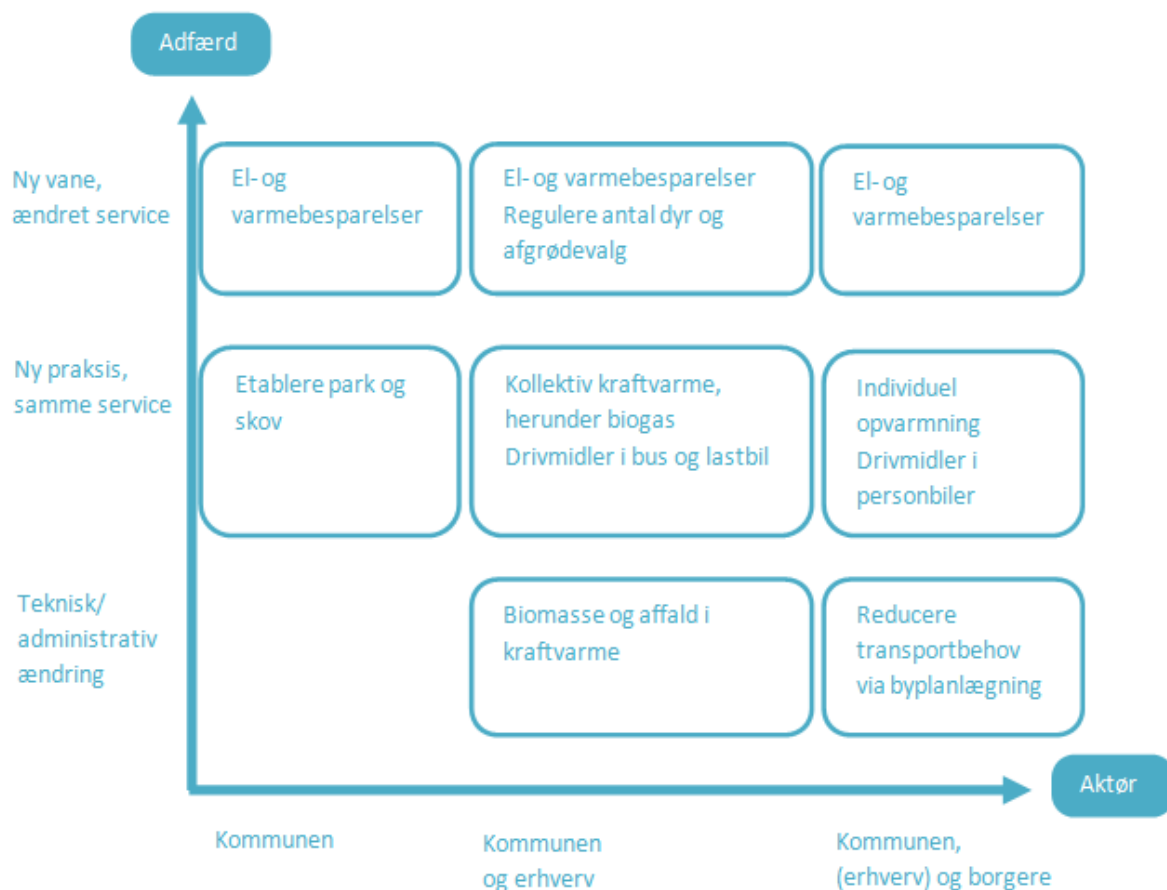 Adfærd
Ny vane,
ændret service
El- og
varmebesparelser
El- og varmebesparelser
Regulere antal dyr og
afgrødevalg
El- og
varmebesparelser
Ny praksis,
samme service
Etablere park og
skov
Kollektiv kraftvarme,
herunder biogas
Drivmidler i bus og lastbil
Individuel
opvarmning
Drivmidler i
personbiler
Teknisk/
administrativ
ændring
Biomasse og affald i
kraftvarme
Reducere
transportbehov
via byplanlægning
Aktør
Kommunen
Kommunen
og erhverv
Kommunen,
(erhverv) og borgere